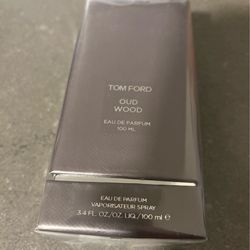 TOM FORD
OUD
WOOD
EAU DE PARFUM
100 ML
EAU DE PARFUM
VAPORISATEUR SPRAY
3.4 FL.OZ/OZ.LIQ./100 ml ℮